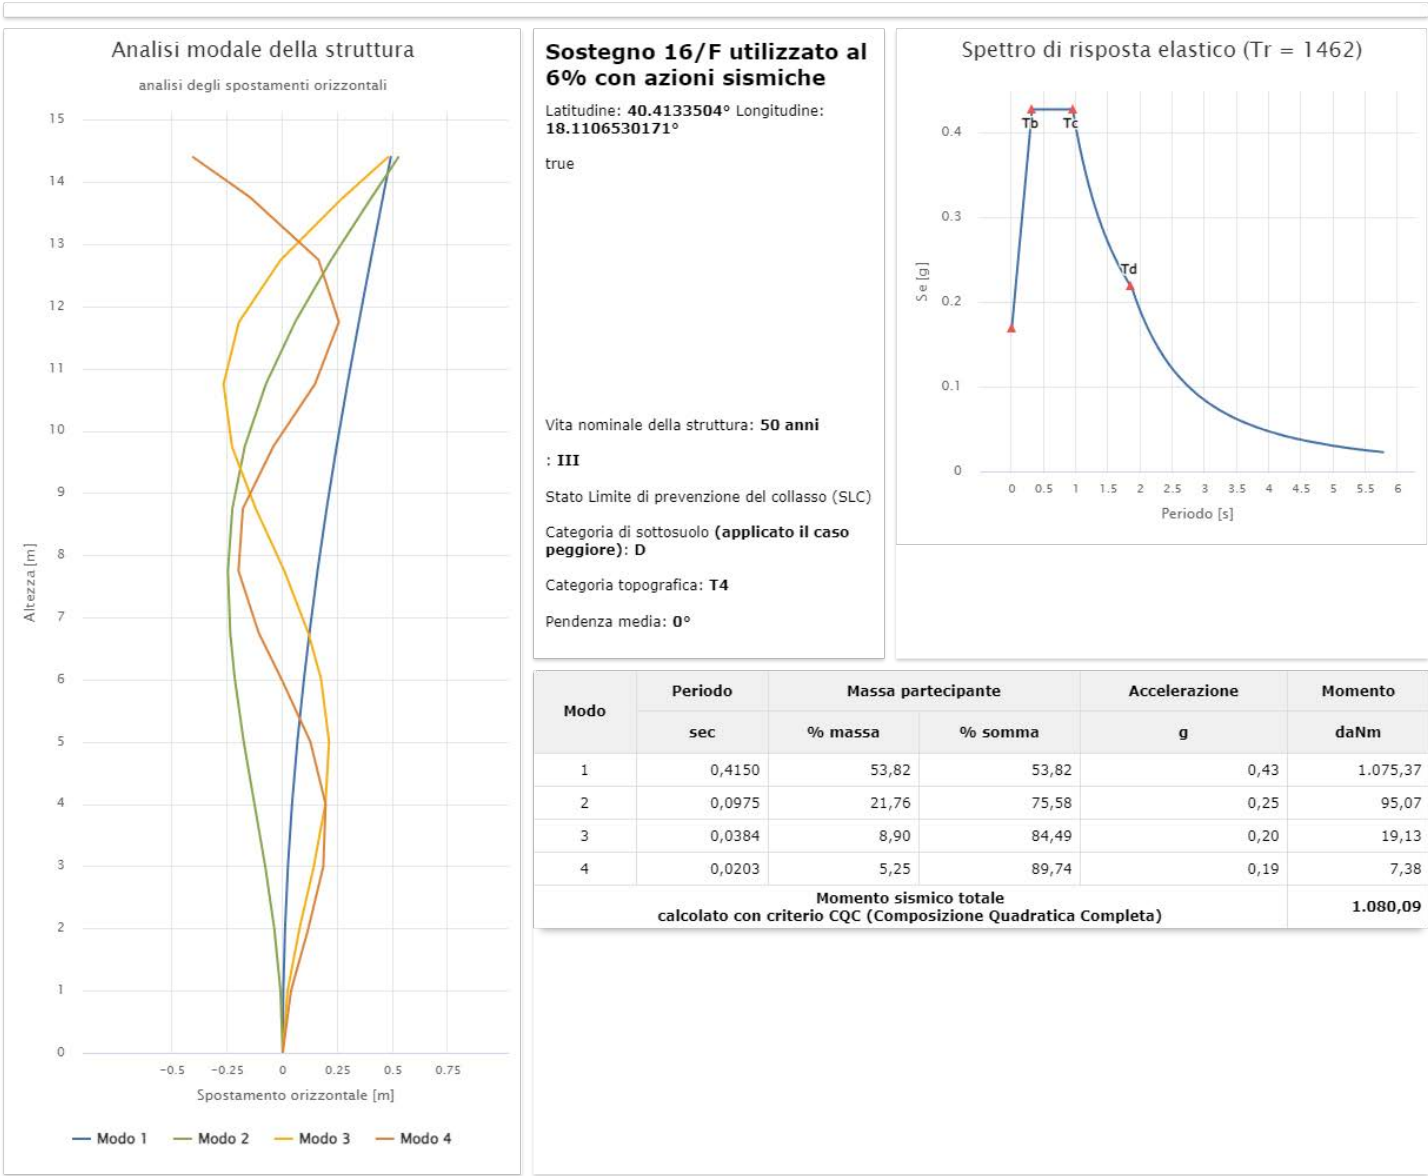 Analisi modale della struttura
analisi degli spostamenti orizzontali
15
14
13
12
11
10
9
8
7
6
5
4
3
2
1
0
Altezza [m]
−0.5 −0.25 0 0.25 0.5 0.75
Spostamento orizzontale [m]
Modo 1 Modo 2 Modo 3 Modo 4
Sostegno 16/F utilizzato al
6% con azioni sismiche
Latitudine: 40.4133504° Longitudine:
18.1106530171°
true
Vita nominale della struttura: 50 anni
: III
Stato Limite di prevenzione del collasso (SLC)
Categoria di sottosuolo (applicato il caso
peggiore): D
Categoria topografica: T4
Pendenza media: 0°
Spettro di risposta elastico (Tr = 1462)
0.4
0.3
0.2
0.1
0
Se [g]
Tb Tc
Td
0 0.5 1 1.5 2 2.5 3 3.5 4 4.5 5 5.5 6
Periodo [s]
Modo Periodo Massa partecipante Accelerazione Momento
sec % massa % somma g daNm
1 0,4150 53,82 53,82 0,43 1.075,37
2 0,0975 21,76 75,58 0,25 95,07
3 0,0384 8,90 84,49 0,20 19,13
4 0,0203 5,25 89,74 0,19 7,38
Momento sismico totale
calcolato con criterio CQC (Composizione Quadratica Completa) 1.080,09